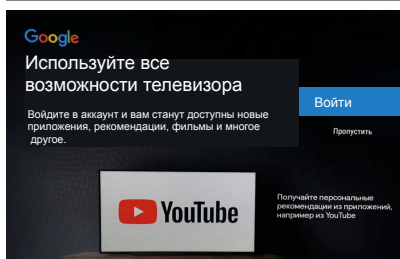 Google
Используйте все
возможности телевизора
Войдите в аккаунт и вам станут доступны новые
приложения, рекомендации, фильмы и многое
другое.
Войти
Пропустить
YouTube
Получайте персональные
рекомендации из приложений,
например из YouTube